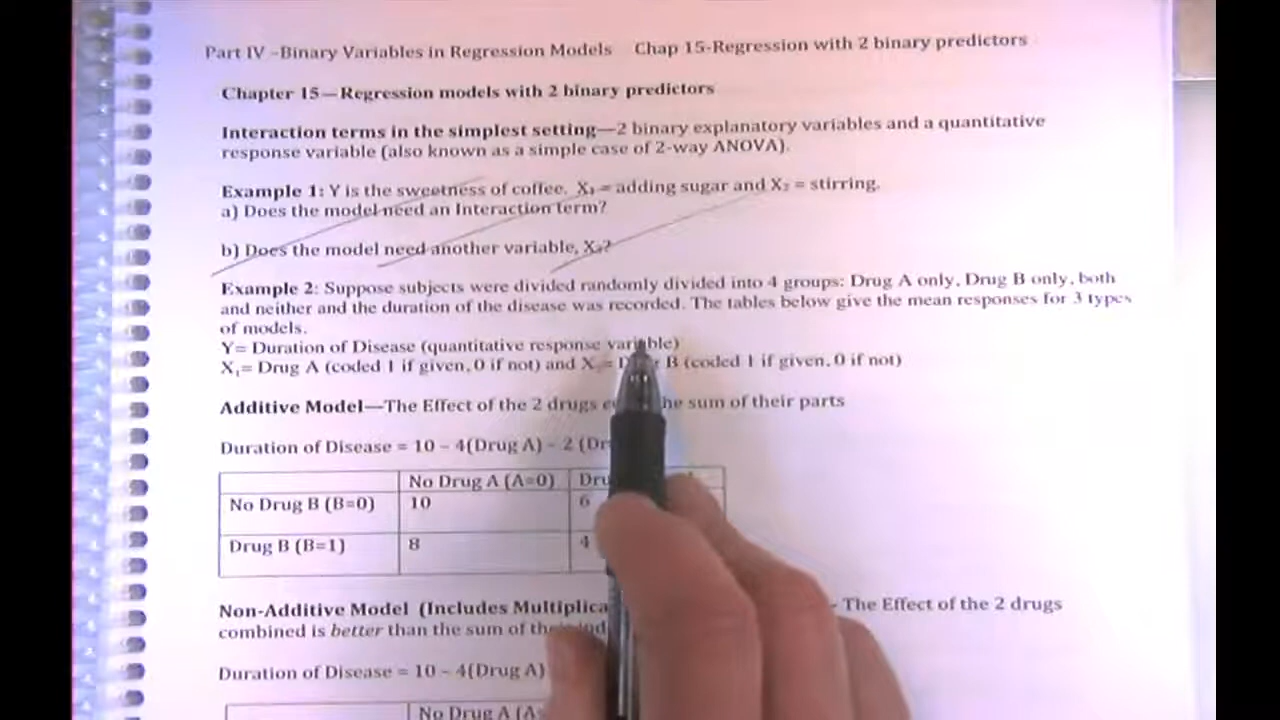 Part IV –Binary Variables in Regression Models Chap 15-Regression with 2 binary predictors
Chapter 15—Regression models with 2 binary predictors
Interaction terms in the simplest setting—2 binary explanatory variables and a quantitative
response variable (also known as a simple case of 2-way ANOVA).
Example 1: Y is the sweetness of coffee. X₁ = adding sugar and X₂ = stirring.
a) Does the model need an Interaction term?
b) Does the model need another variable, X₃?
Example 2: Suppose subjects were divided randomly divided into 4 groups: Drug A only, Drug B only, both
and neither and the duration of the disease was recorded. The tables below give the mean responses for 3 types
of models.
Y= Duration of Disease (quantitative response variable)
X₁= Drug A (coded 1 if given, 0 if not) and X = B (coded 1 if given, 0 if not)
Additive Model—The Effect of the 2 drugs he sum of their parts
Duration of Disease = 10 – 4(Drug A) – 2 (Dr
No Drug A (A=0) Dru
No Drug B (B=0) 10 6
Drug B (B=1) 8 4
Non-Additive Model (Includes Multiplica - The Effect of the 2 drugs
combined is better than the sum of the ind
Duration of Disease = 10 – 4(Drug A)
No Drug A (A=